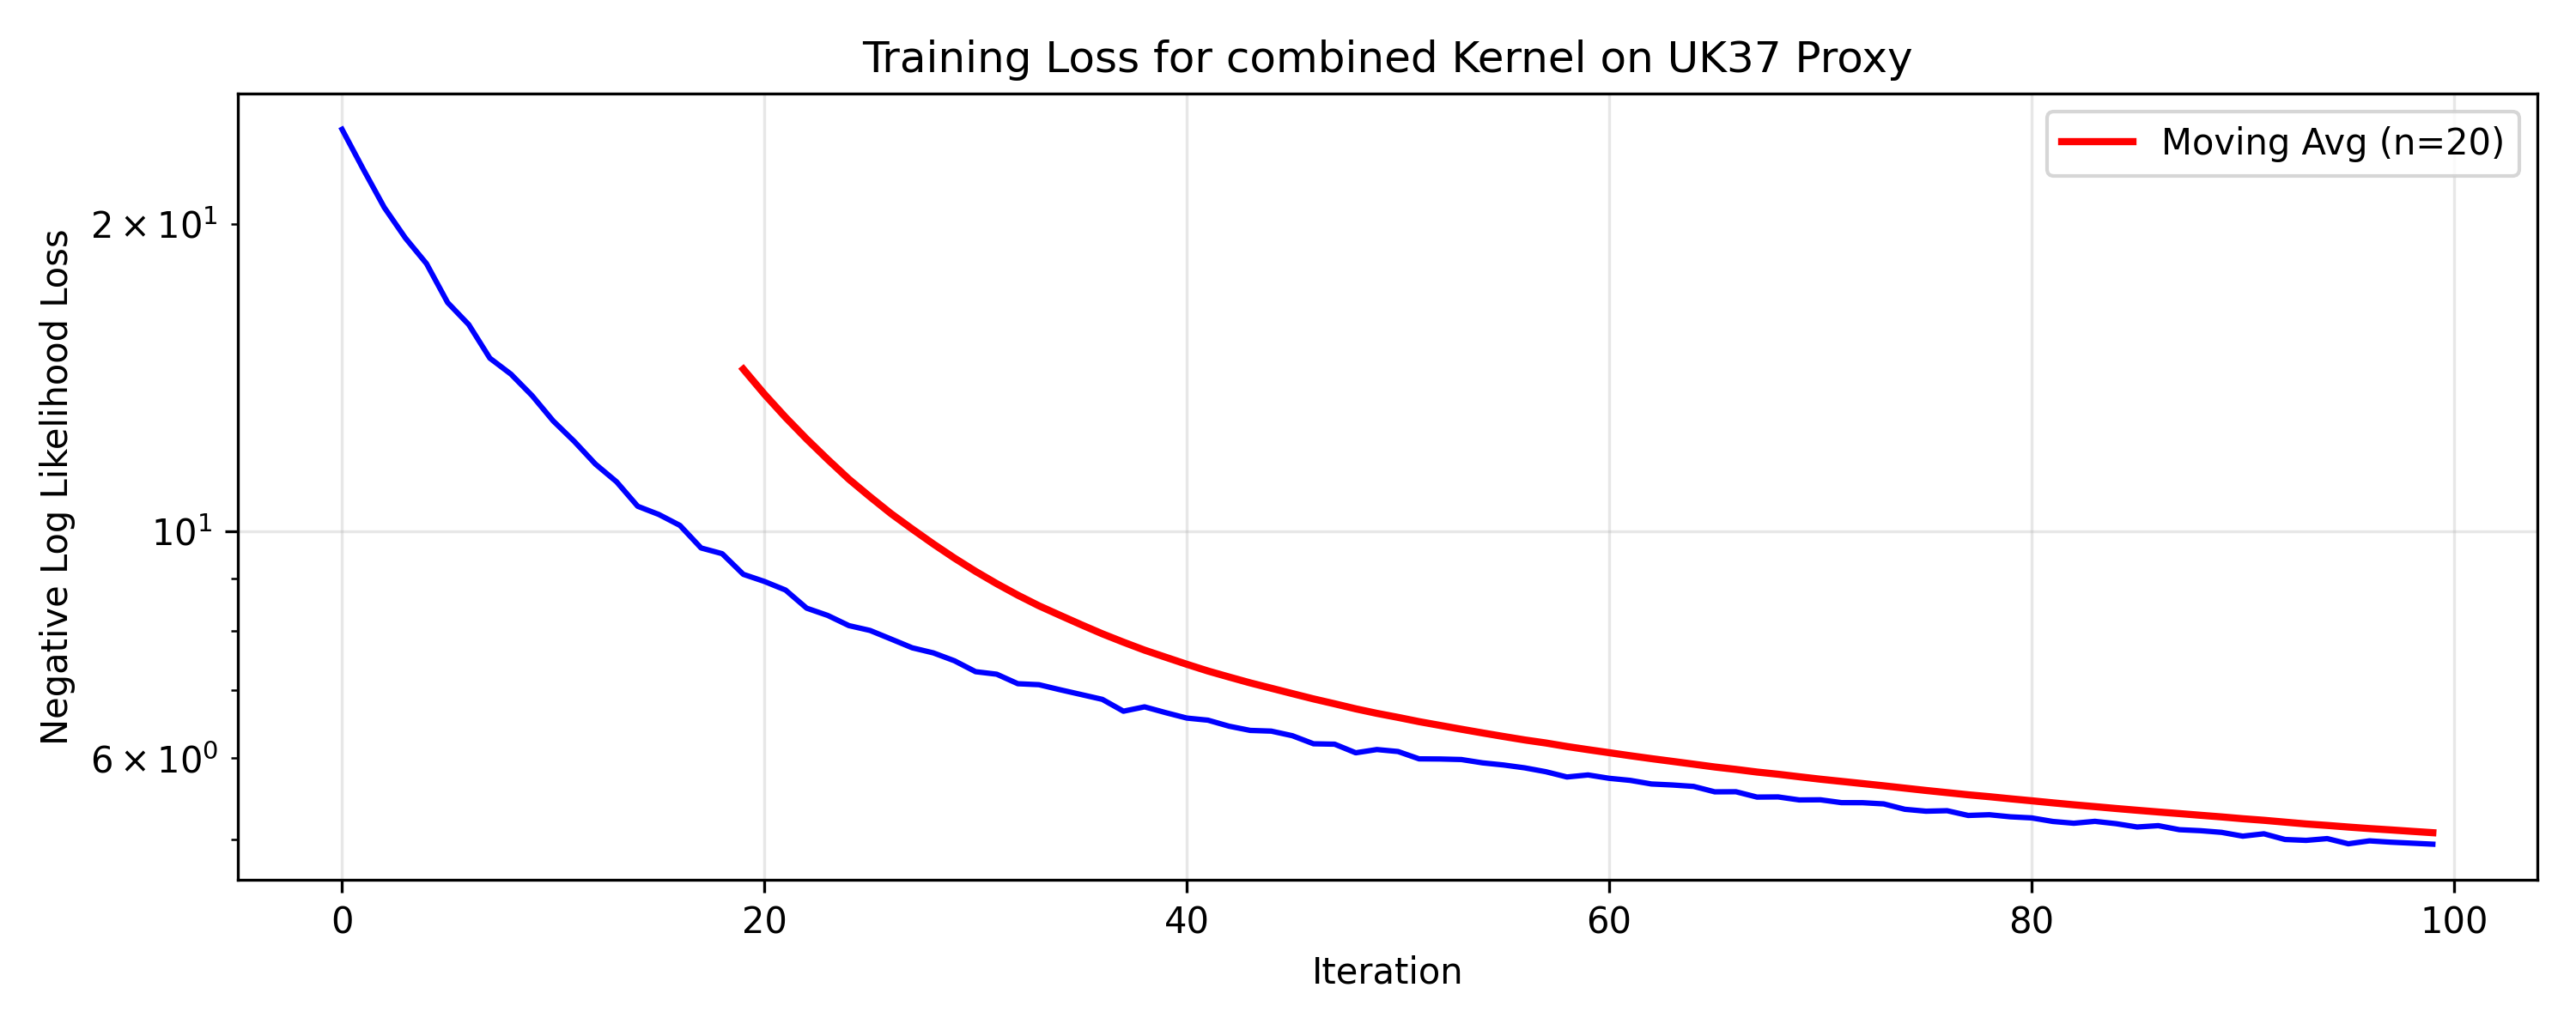 Training Loss for combined Kernel on UK37 Proxy
Moving Avg (n=20)
Negative Log Likelihood Loss
2 × 10¹
10¹
6 × 10⁰
0 20 40 60 80 100
Iteration